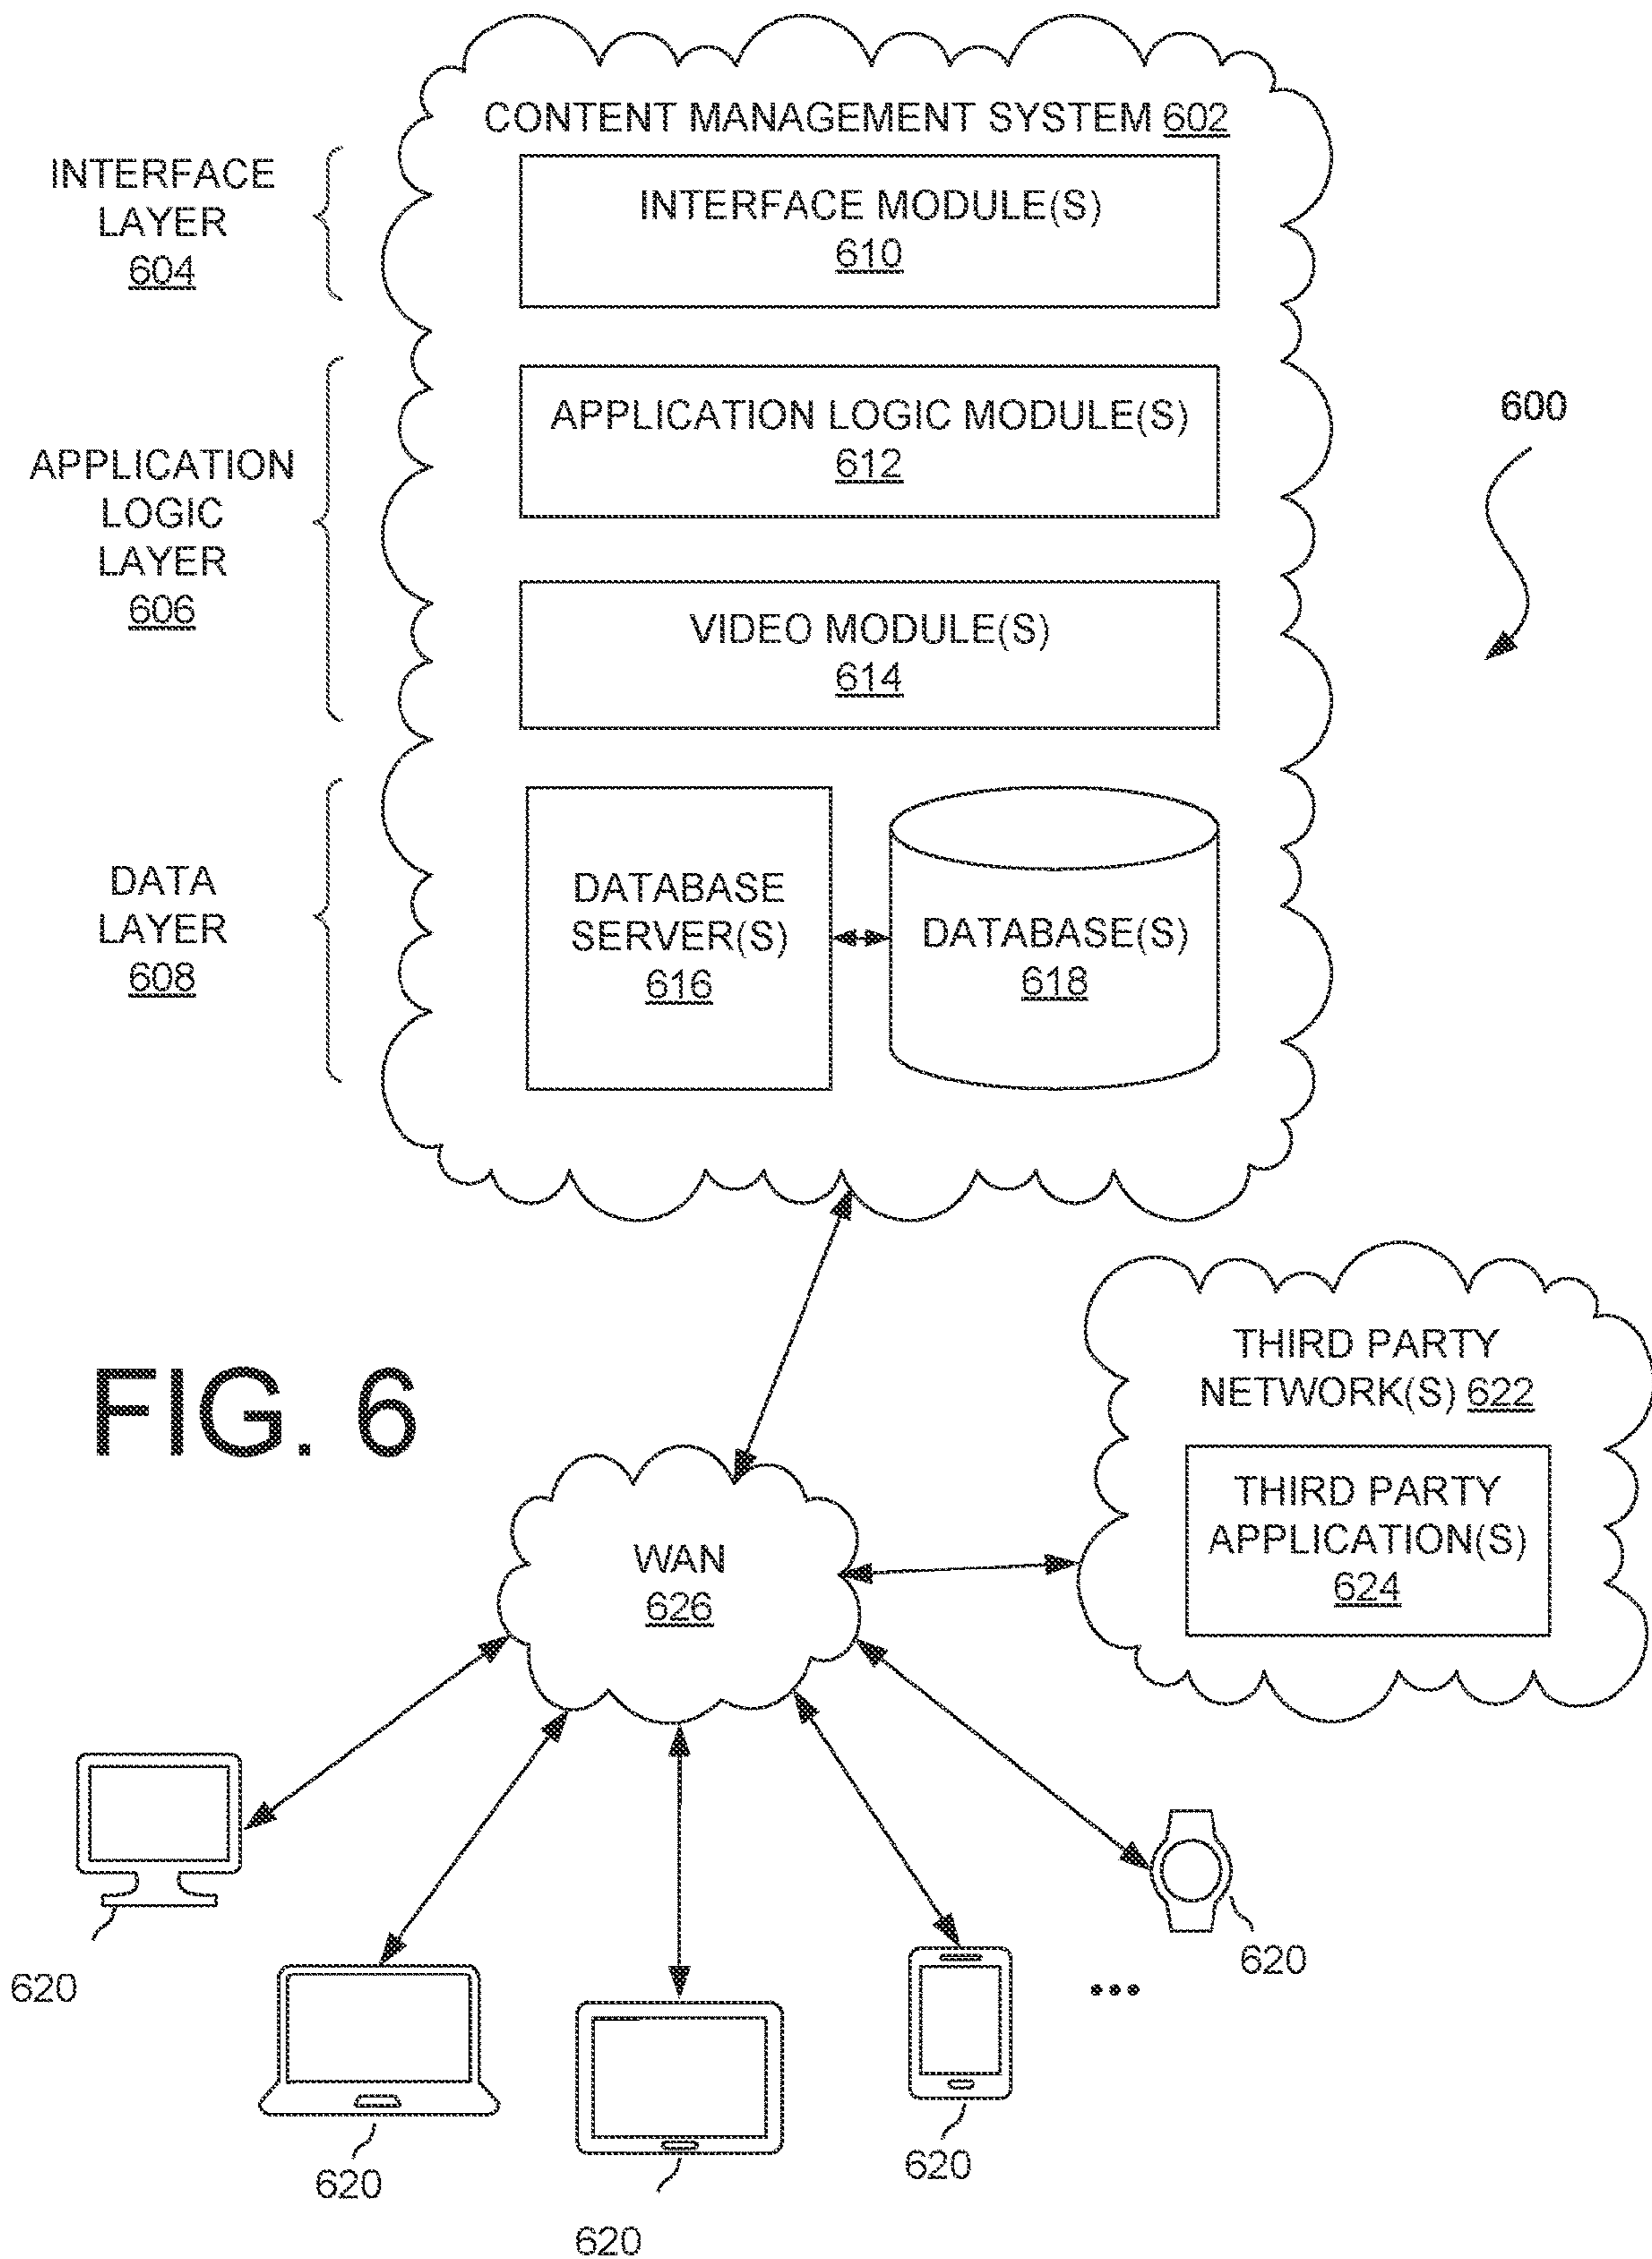 CONTENT MANAGEMENT SYSTEM 602
INTERFACE
LAYER
604
INTERFACE MODULE(S)
610
APPLICATION
LOGIC
LAYER
606
APPLICATION LOGIC MODULE(S)
612
600
VIDEO MODULE(S)
614
DATA
LAYER
608
DATABASE
SERVER(S)
616
DATABASE(S)
618
FIG. 6
THIRD PARTY
NETWORK(S) 622
THIRD PARTY
APPLICATION(S)
624
WAN
626
620
620
620
620
...
620